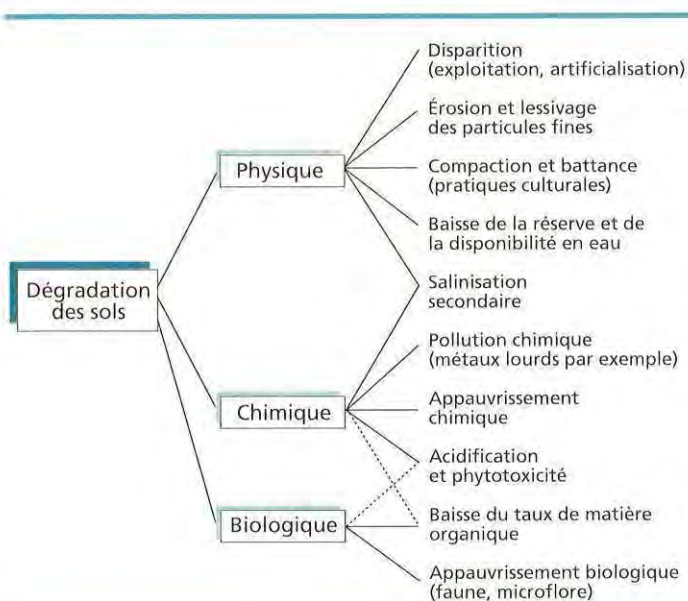 Disparition
(exploitation, artificialisation)
Érosion et lessivage
des particules fines
Physique
Compaction et battance
(pratiques culturales)
Baisse de la réserve et de
la disponibilité en eau
Dégradation
des sols
Salinisation
secondaire
Pollution chimique
(métaux lourds par exemple)
Chimique
Appauvrissement
chimique
Acidification
et phytotoxicité
Biologique
Baisse du taux de matière
organique
Appauvrissement biologique
(faune, microflore)